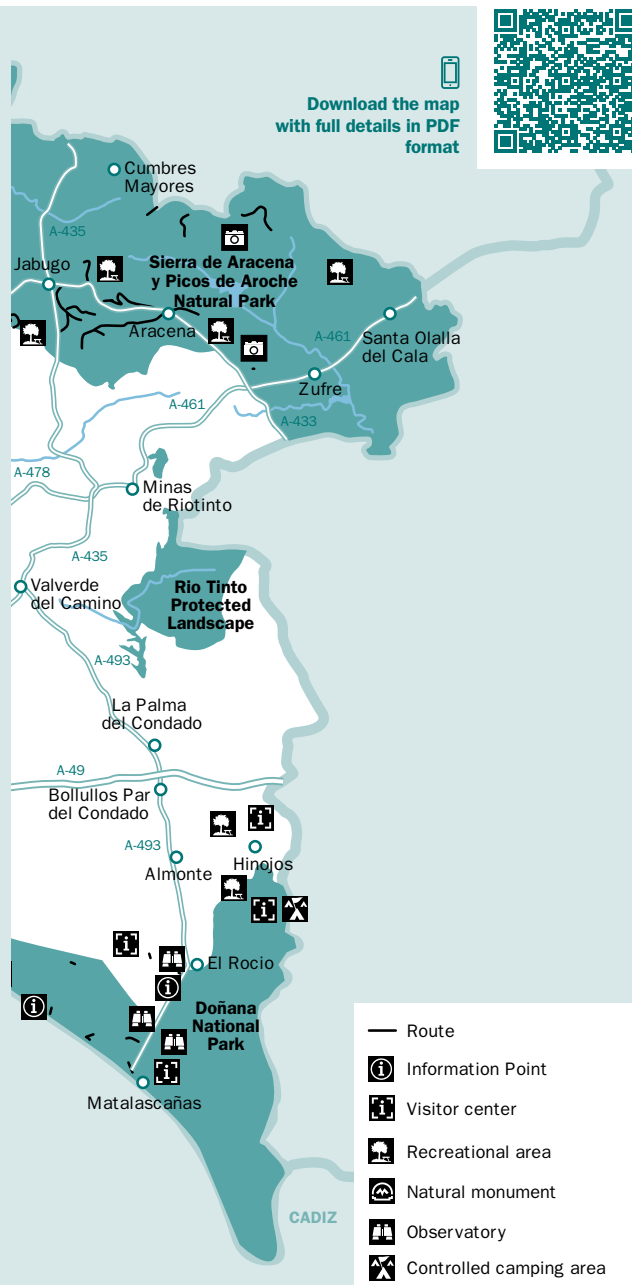 Download the map
with full details in PDF
format
Cumbres
Mayores
A-435
Jabugo
Sierra de Aracena
y Picos de Aroche
Natural Park
Aracena
A-461
Santa Olalla
del Cala
Zufre
A-461
A-433
A-478
Minas
de Riotinto
A-435
Valverde
del Camino
Rio Tinto
Protected
Landscape
A-493
La Palma
del Condado
A-49
Bollullos Par
del Condado
A-493
Almonte
Hinojos
El Rocio
Doñana
National
Park
Matalascañas
CADIZ
Route
Information Point
Visitor center
Recreational area
Natural monument
Observatory
Controlled camping area